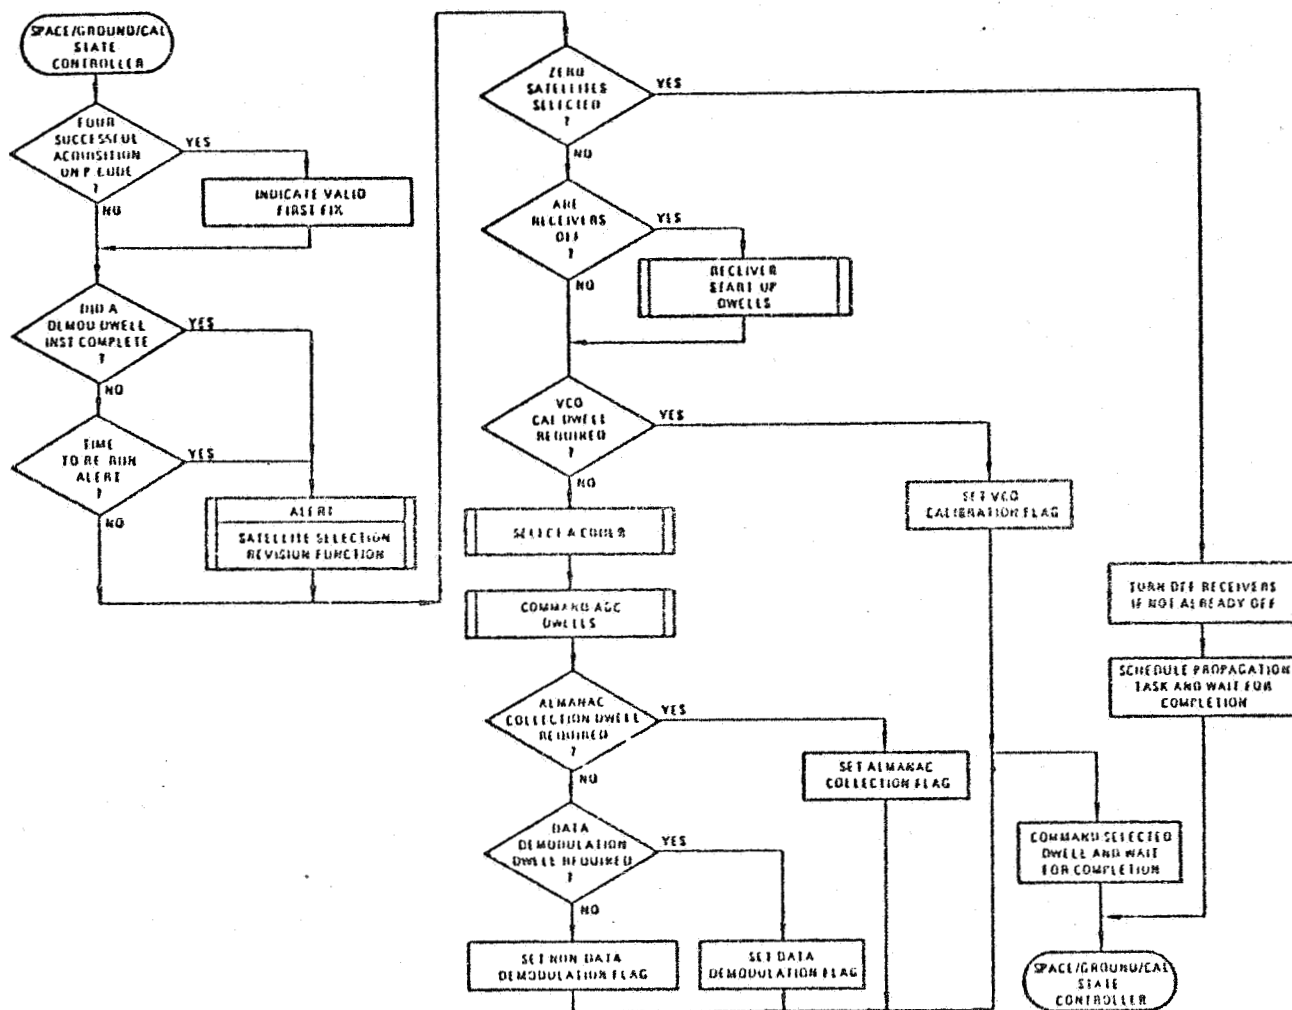 SPACE/GROUND/CAL
STATE
CONTROLLER
FOUR
SUCCESSFUL
ACQUISITION
ON P CODE
?
YES
NO
INDICATE VALID
FIRST FIX
DID A
DEMOD DWELL
INST COMPLETE
?
YES
NO
TIME
TO RE-RUN
ALERT
?
YES
NO
ALERT
SATELLITE SELECTION
REVISION FUNCTION
ZERO
SATELLITES
SELECTED
?
YES
NO
ARE
RECEIVERS
OFF
?
YES
NO
RECEIVER
START UP
DWELLS
VCO
CAL DWELL
REQUIRED
?
YES
NO
SET VCO
CALIBRATION FLAG
SELECT A CODER
COMMAND AGC
DWELLS
ALMANAC
COLLECTION DWELL
REQUIRED
?
YES
NO
SET ALMANAC
COLLECTION FLAG
DATA
DEMODULATION
DWELL REQUIRED
?
YES
NO
SET NON DATA
DEMODULATION FLAG
SET DATA
DEMODULATION FLAG
TURN OFF RECEIVERS
IF NOT ALREADY OFF
SCHEDULE PROPAGATION
TASK AND WAIT FOR
COMPLETION
COMMAND SELECTED
DWELL AND WAIT
FOR COMPLETION
SPACE/GROUND/CAL
STATE
CONTROLLER